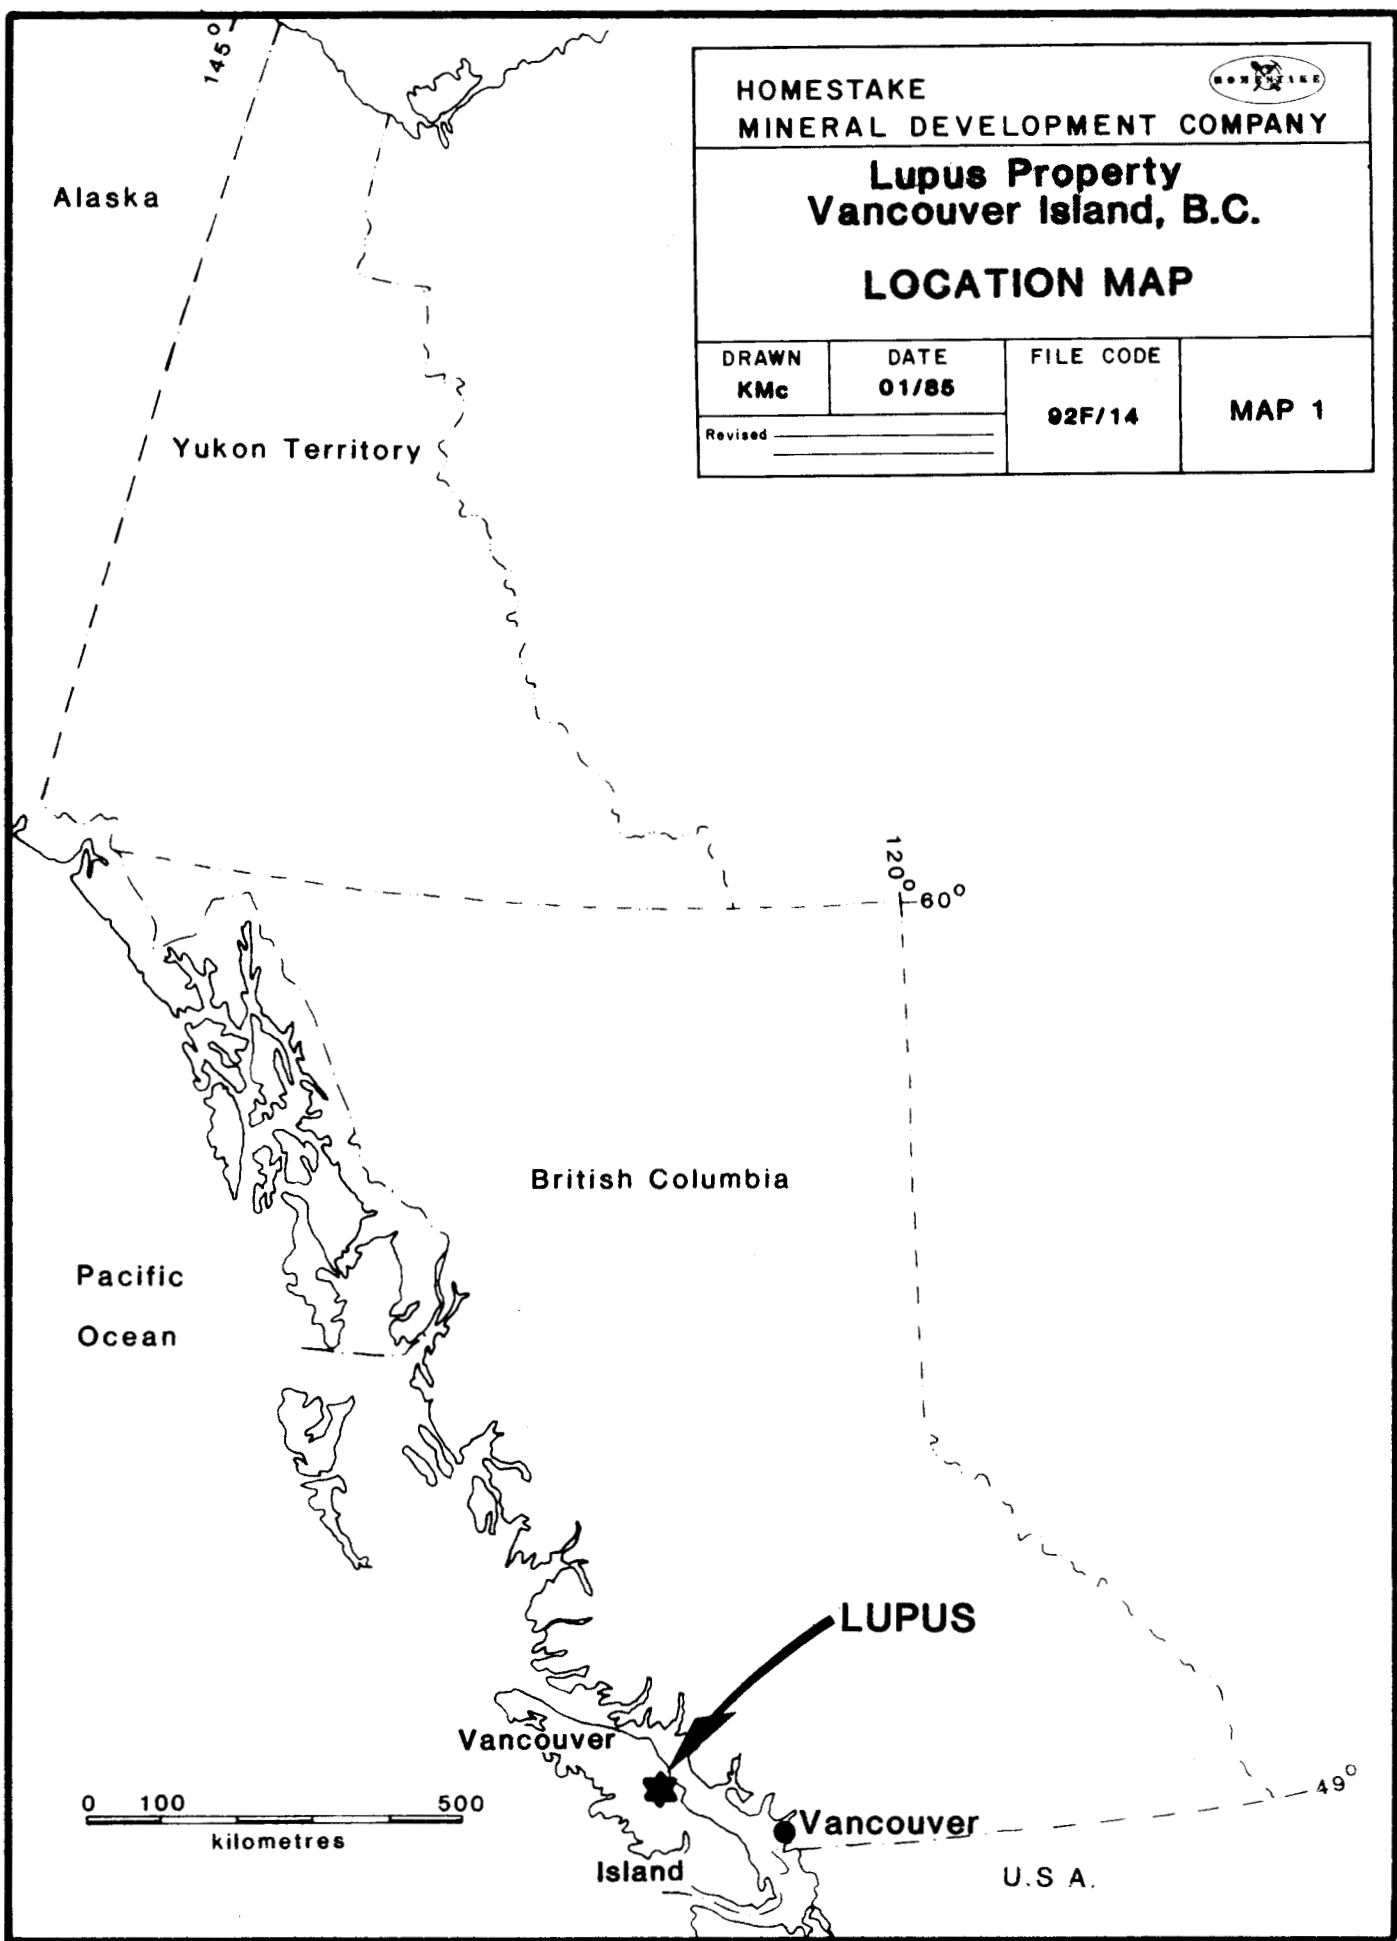 145°
HOMESTAKE
HOMESTAKE
MINERAL DEVELOPMENT COMPANY
Lupus Property
Vancouver Island, B.C.
LOCATION MAP
DRAWN
KMc
DATE
01/85
FILE CODE
92F/14
MAP 1
Revised
Alaska
Yukon Territory
120°
60°
British Columbia
Pacific
Ocean
LUPUS
Vancouver
Island
0 100 500
kilometres
Vancouver
49°
U.S A.